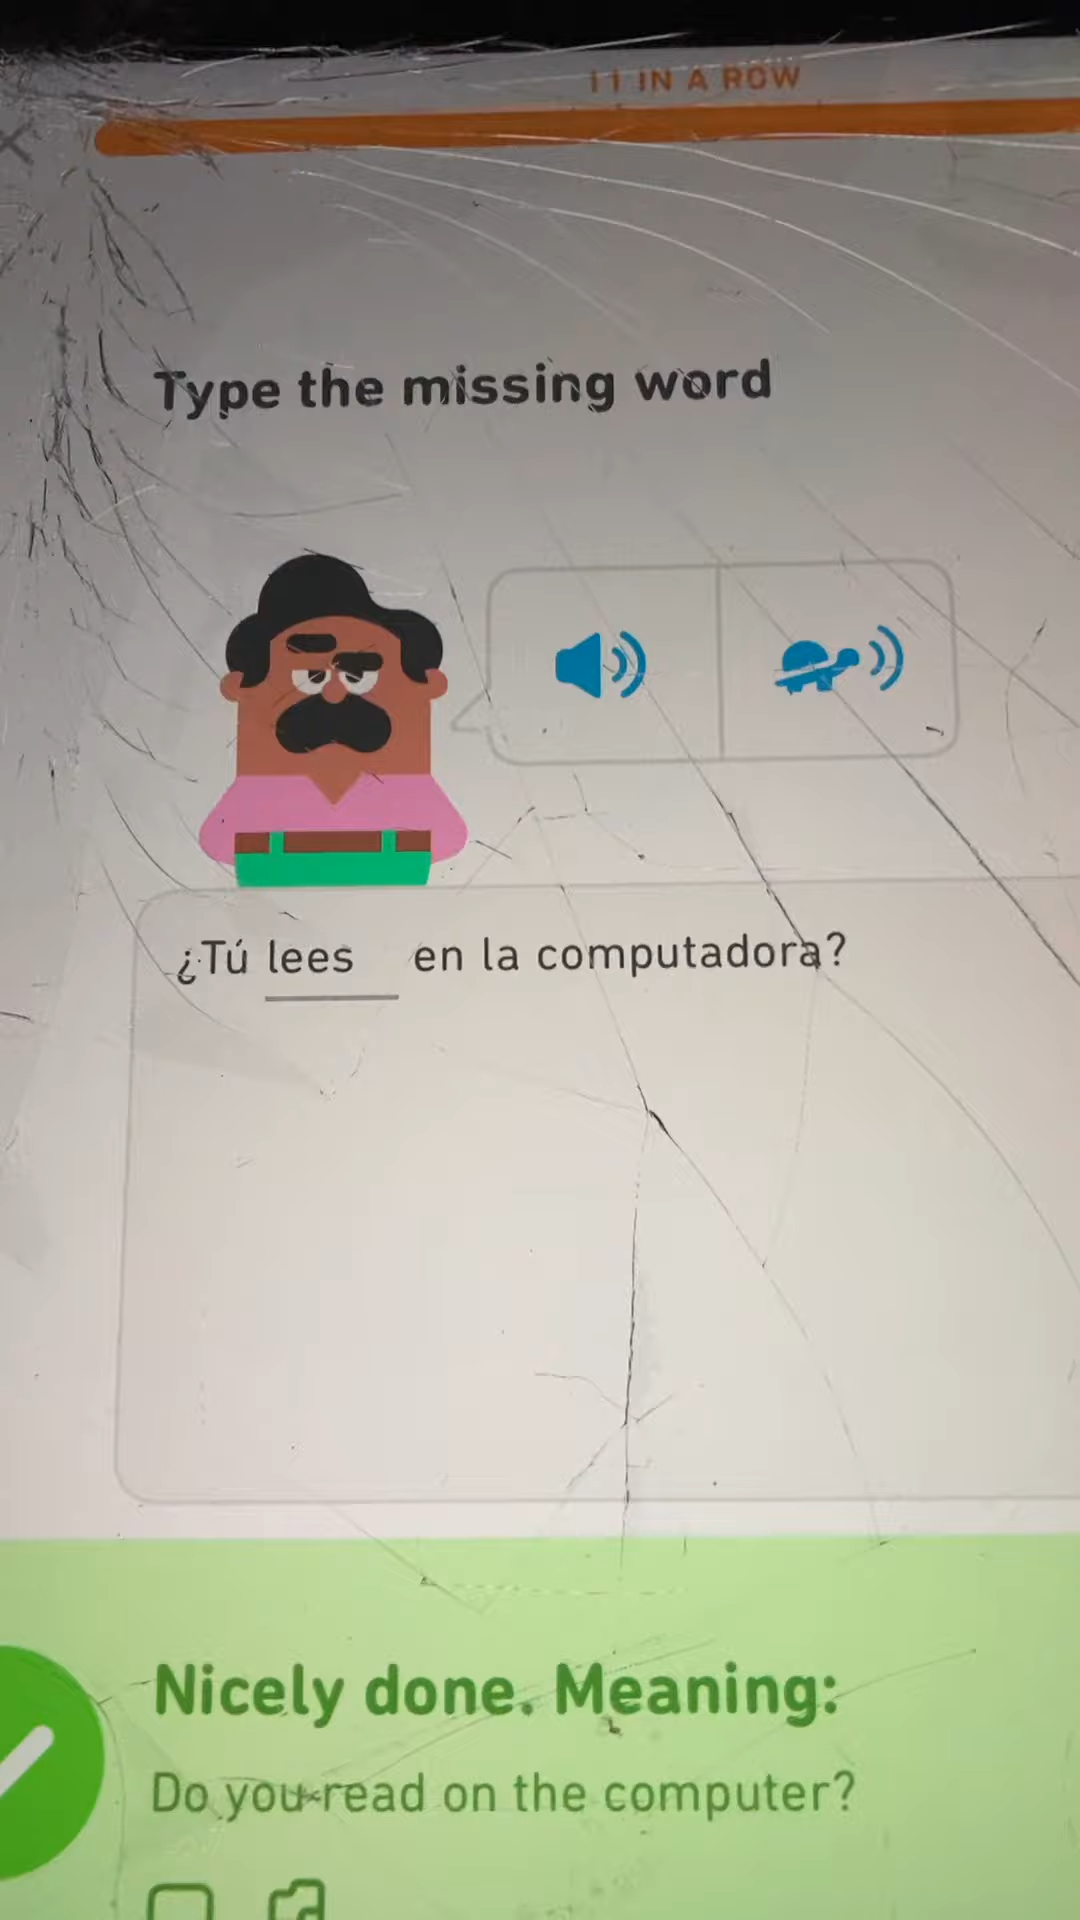 11 IN A ROW
Type the missing word
¿Tú lees en la computadora?
Nicely done. Meaning:
Do you read on the computer?